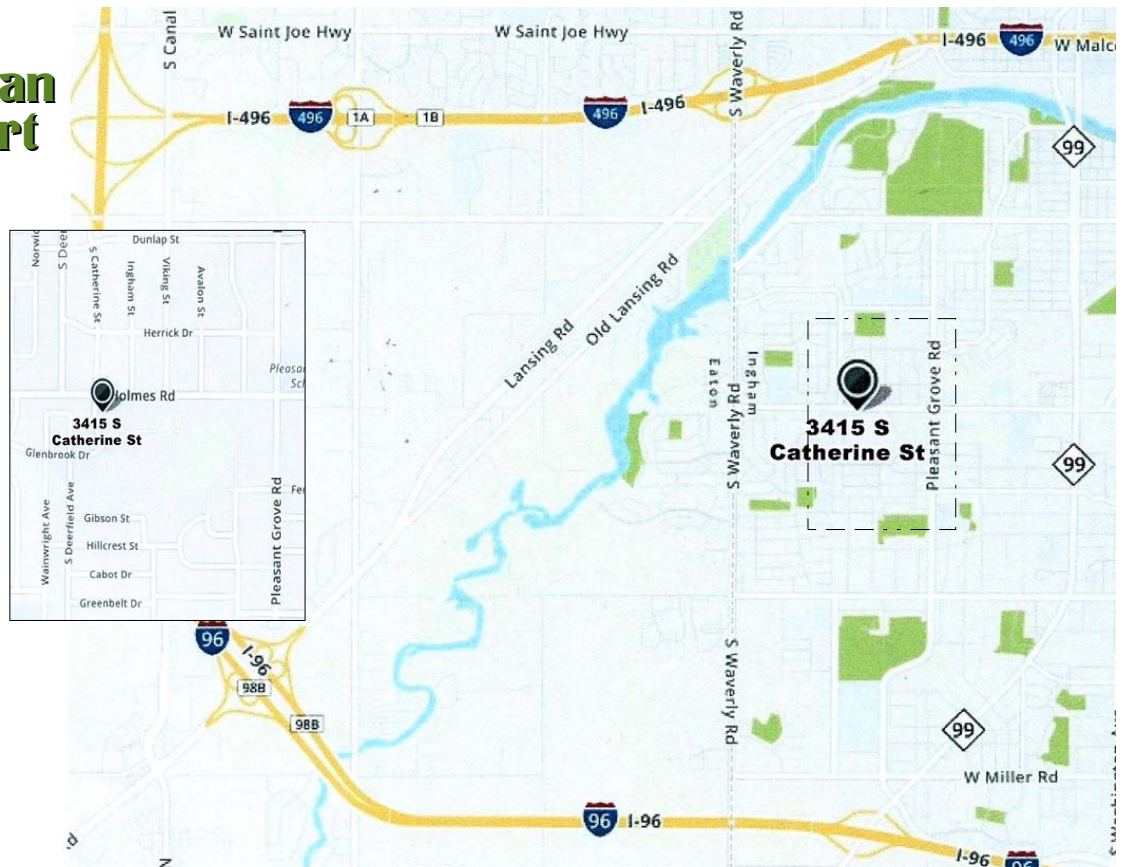 an
rt
W Saint Joe Hwy
W Saint Joe Hwy
S Canal
S Waverly Rd
I-496
496
W Malc
I-496
496
1A
1B
496
I-496
99
Dunlap St
S Deer
S Catherine St
Ingham St
Viking St
Avalon St
Herrick Dr
Holmes Rd
3415 S
Catherine St
Glenbrook Dr
Wainwright Ave
S Deerfield Ave
Gibson St
Hillcrest St
Cabot Dr
Greenbelt Dr
Pleasant Grove Rd
Lansing Rd
Old Lansing Rd
Eaton
Ingham
S Waverly Rd
3415 S
Catherine St
Pleasant Grove Rd
99
96
I-96
98B
98B
S Waverly Rd
99
W Miller Rd
96
I-96
I-96
96